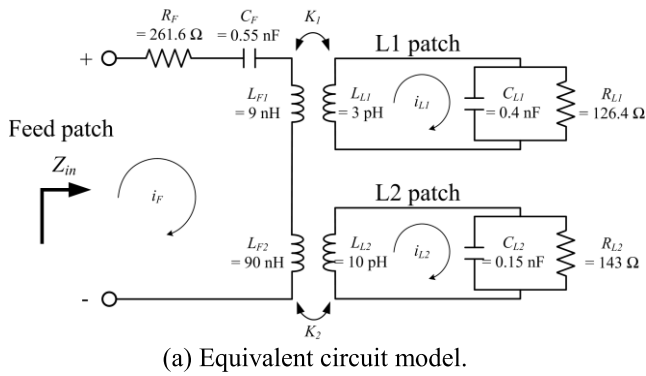 R_F
= 261.6 Ω
C_F
= 0.55 nF
K_1
L1 patch
+
L_F1
= 9 nH
L_L1
= 3 pH
i_L1
C_L1
= 0.4 nF
R_L1
= 126.4 Ω
Feed patch
Z_in
i_F
L2 patch
L_F2
= 90 nH
L_L2
= 10 pH
i_L2
C_L2
= 0.15 nF
R_L2
= 143 Ω
-
K_2
(a) Equivalent circuit model.